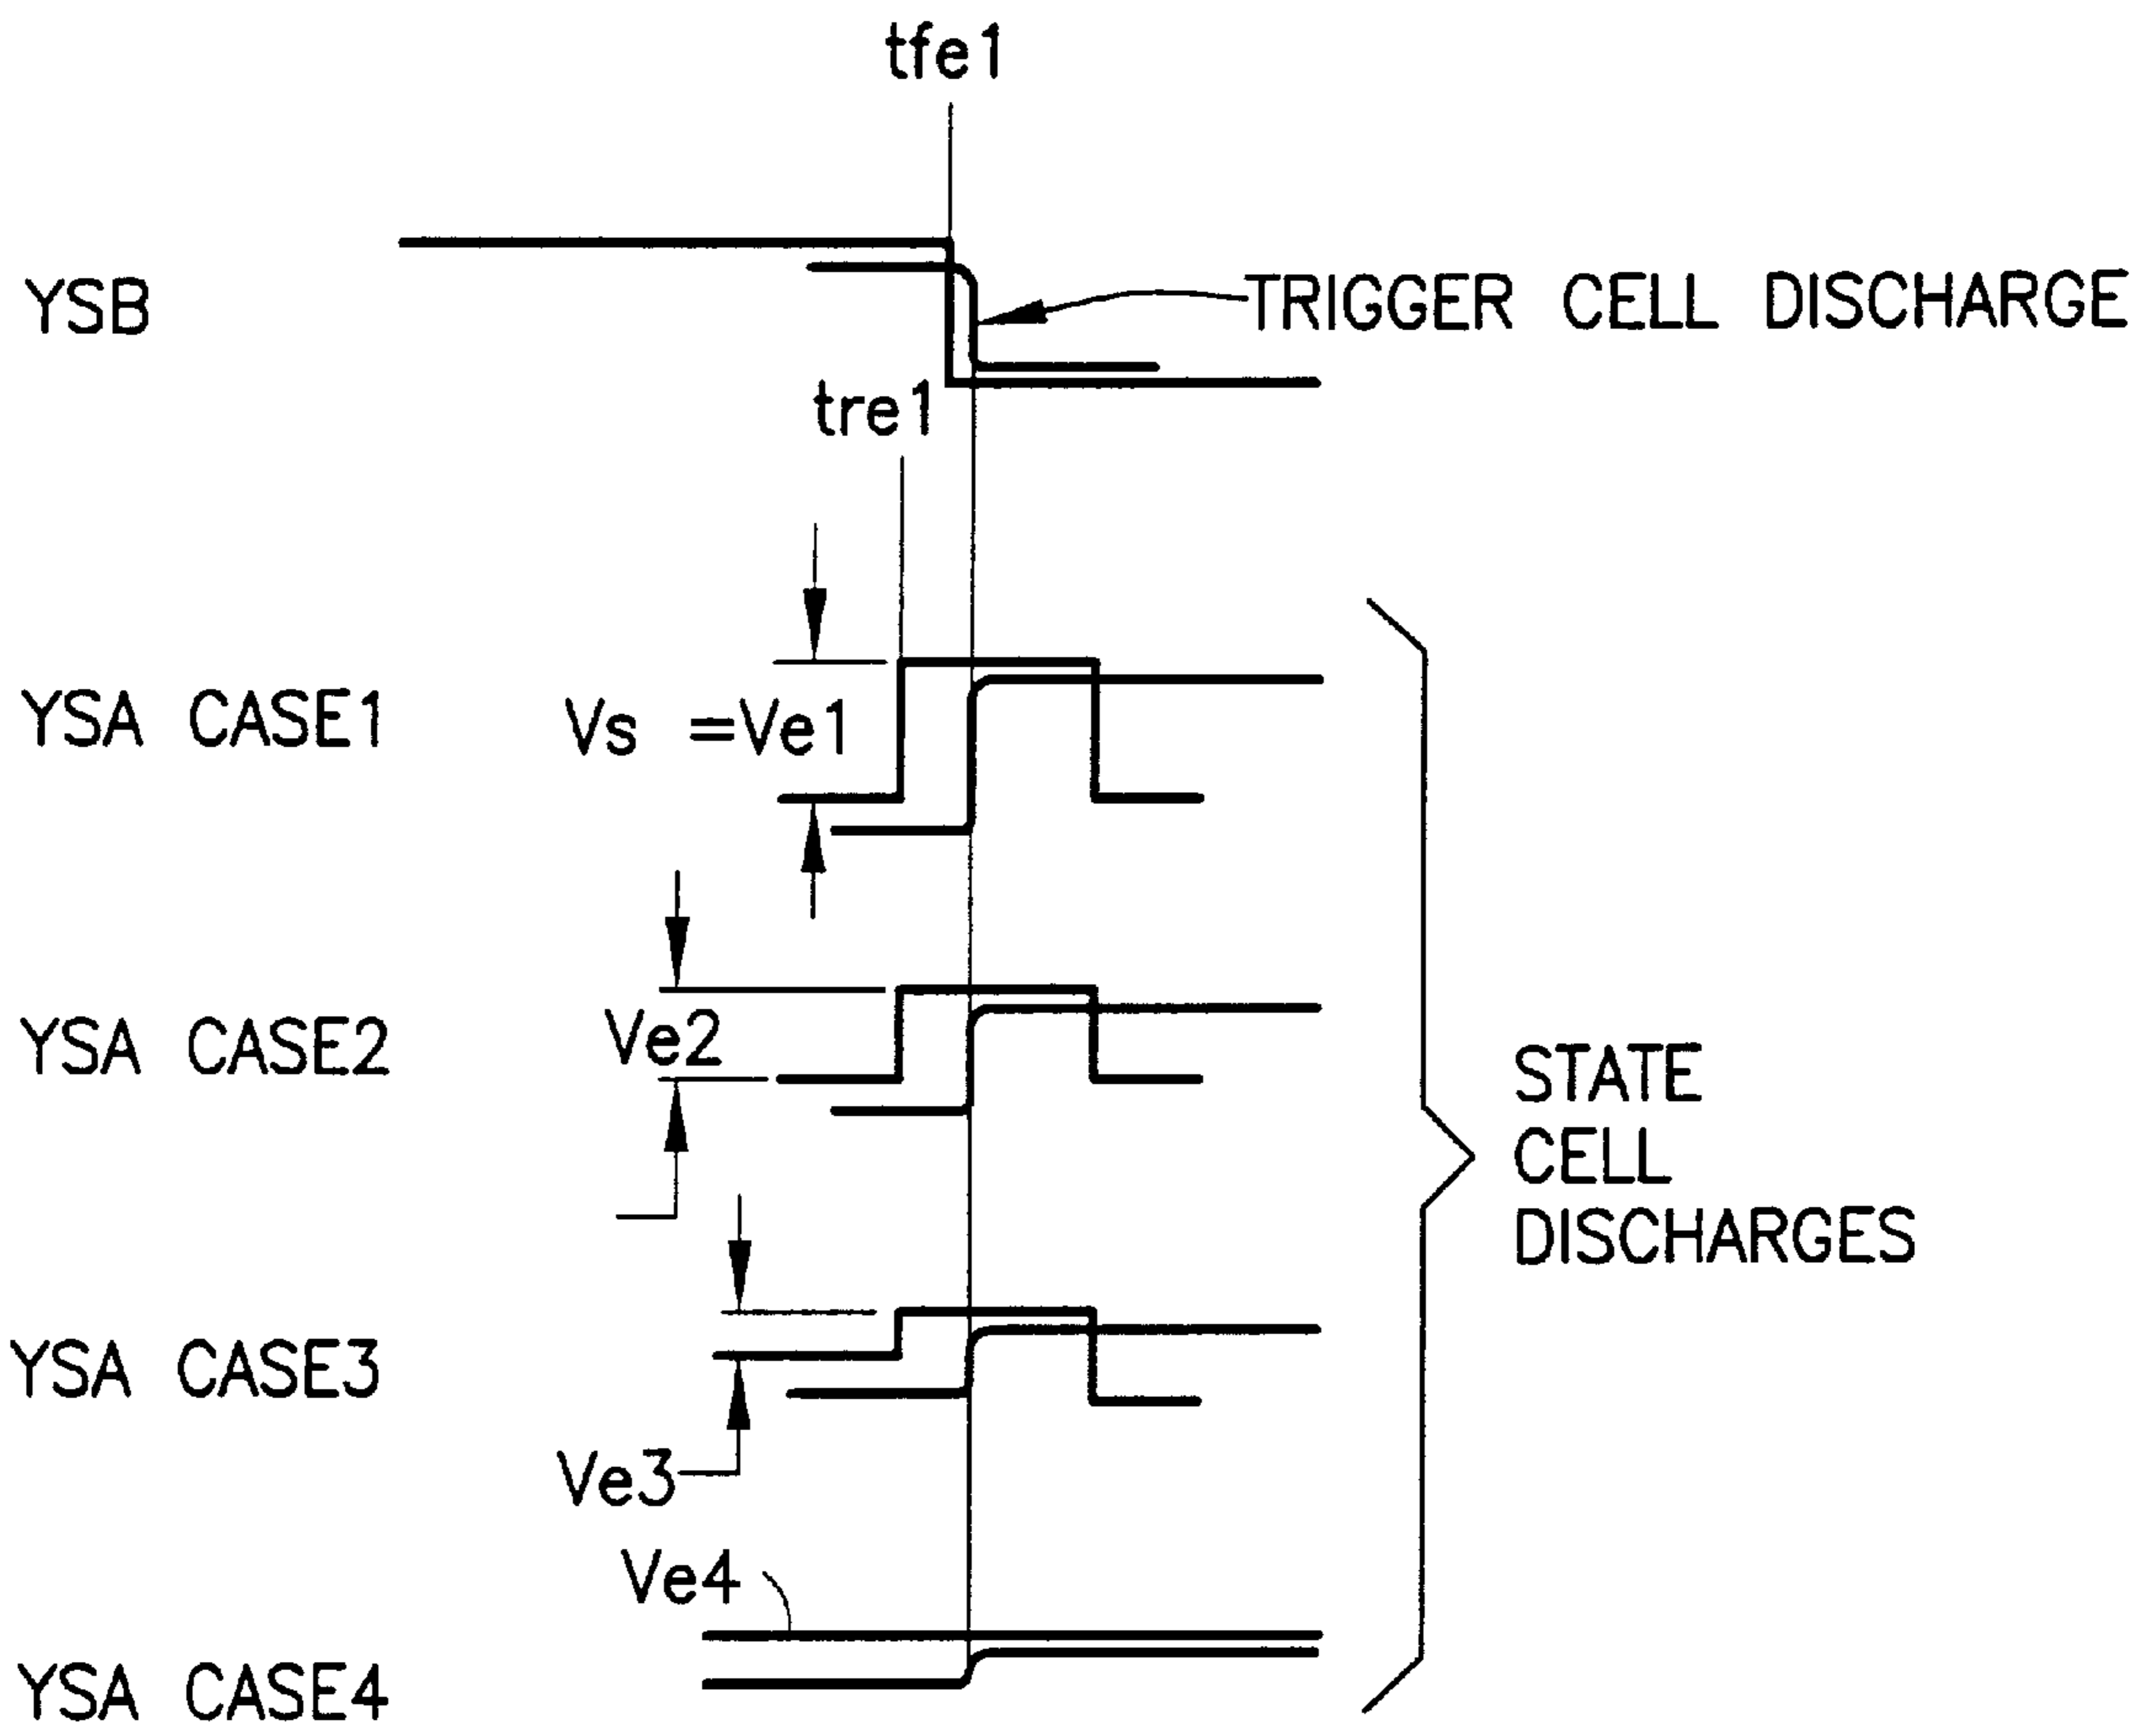 tfe1
YSB
TRIGGER CELL DISCHARGE
tre1
YSA CASE1
Vs =Ve1
YSA CASE2
Ve2
STATE
CELL
DISCHARGES
YSA CASE3
Ve3
Ve4
YSA CASE4